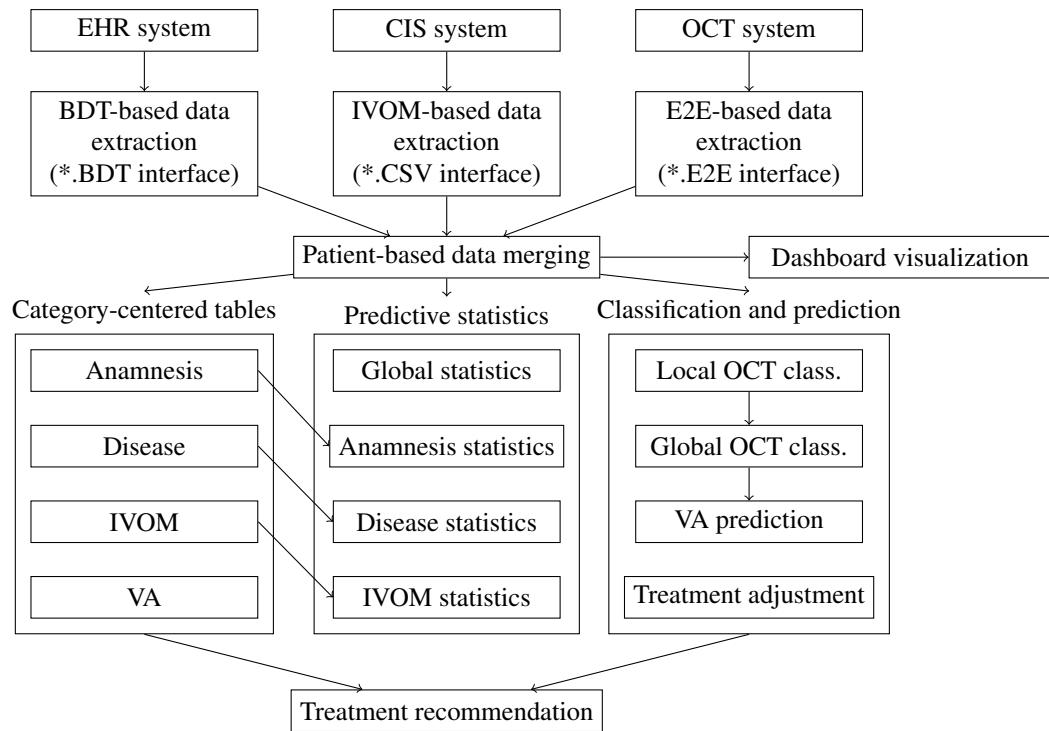 EHR system
CIS system
OCT system
BDT-based data
extraction
(*.BDT interface)
IVOM-based data
extraction
(*.CSV interface)
E2E-based data
extraction
(*.E2E interface)
Patient-based data merging
Dashboard visualization
Category-centered tables
Anamnesis
Disease
IVOM
VA
Predictive statistics
Global statistics
Anamnesis statistics
Disease statistics
IVOM statistics
Classification and prediction
Local OCT class.
Global OCT class.
VA prediction
Treatment adjustment
Treatment recommendation